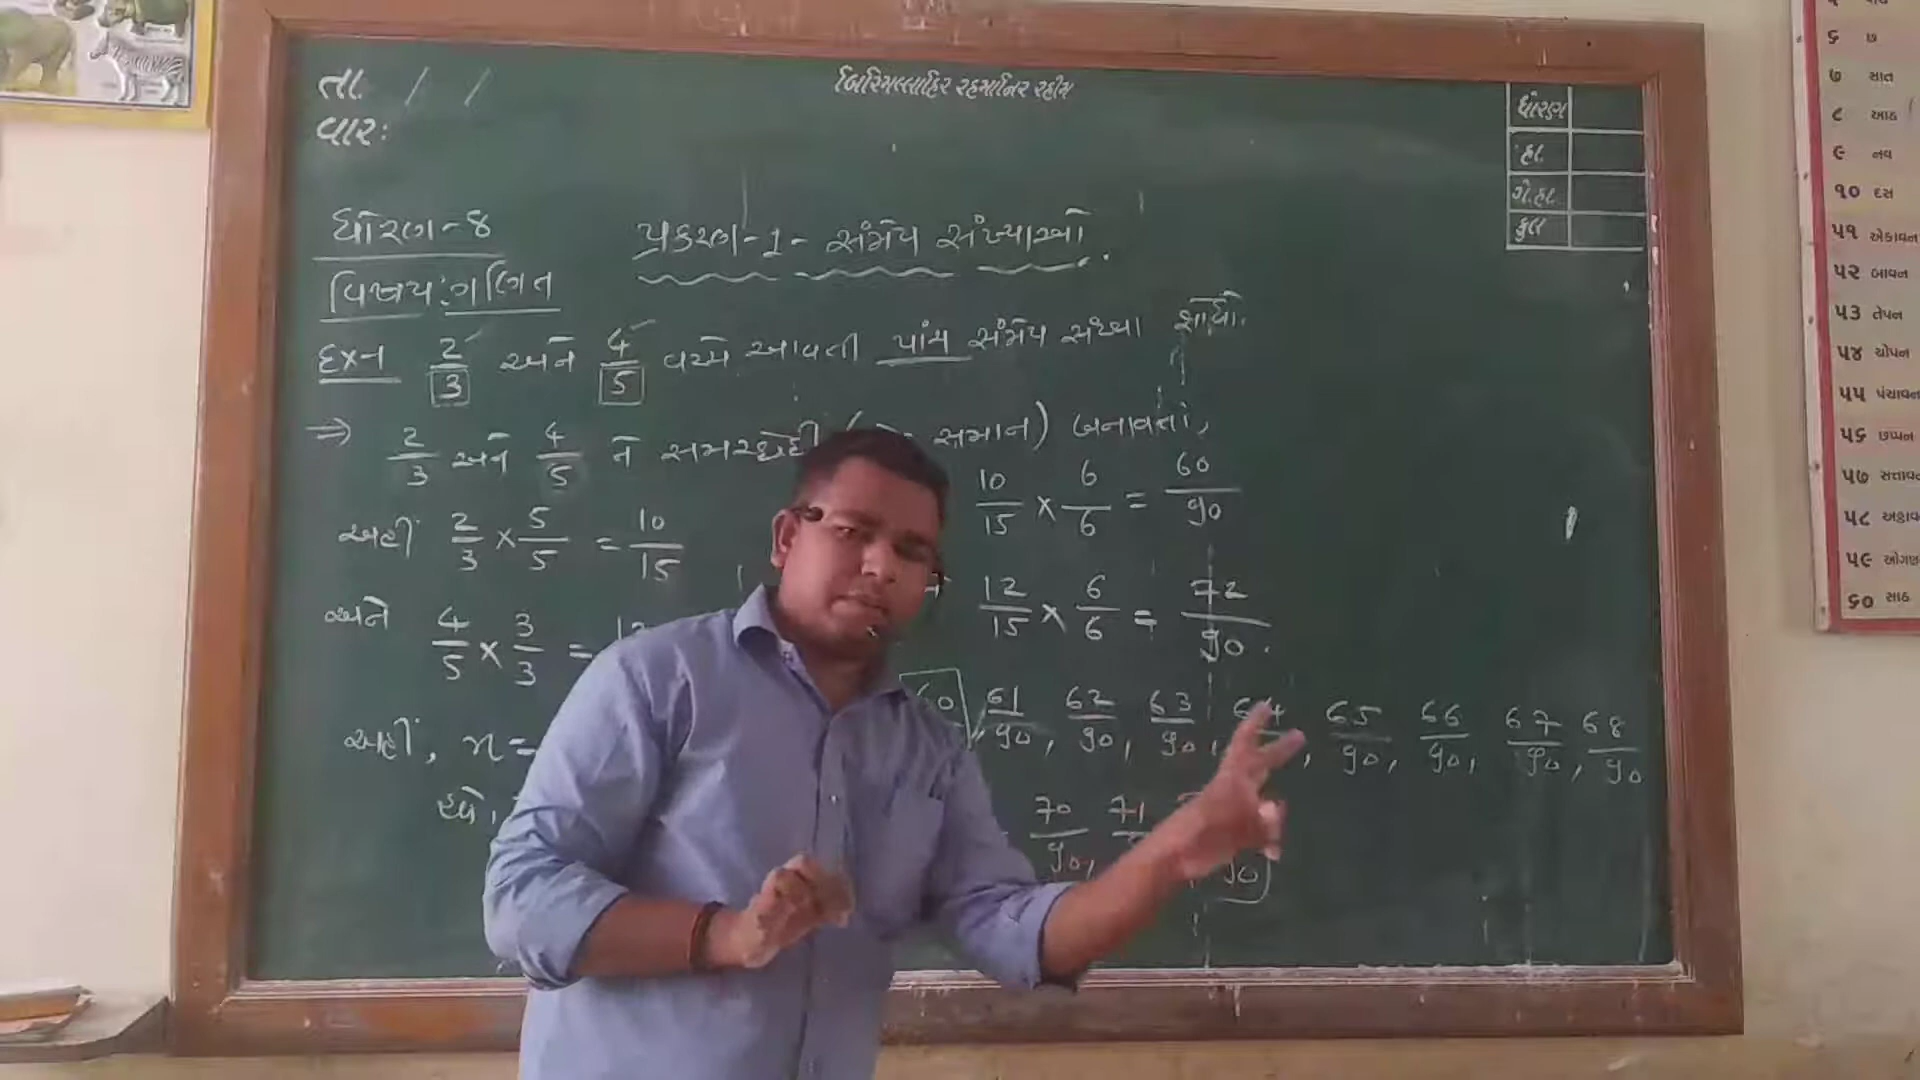 તા. / /
બિસ્મિલ્લાહિર રહમાનિર રહીમ
વાર:
ધોરણ
હા.
ગે.હા.
કુલ
ધોરણ-8
પ્રકરણ-1- સંમેય સંખ્યાઓ.
વિષય:ગણિત
Ex-1 2/3 અને 4/5 વચ્ચે આવતી પાંચ સંમેય સંખ્યા શોધો.
⇒ 2/3 અને 4/5 ને સમચ્છેદી ( સમાન) બનાવતાં,
અહીં 2/3 × 5/5 = 10/15
10/15 × 6/6 = 60/90
અને 4/5 × 3/3 =
12/15 × 6/6 = 72/90.
અહીં, n=
61/90, 62/90, 63/90, 64, 65/90, 66/90, 67/90, 68/90
હવે,
70/90, 71
90
૬ છ
૭ સાત
૮ આઠ
૯ નવ
૧૦ દસ
૫૧ એકાવન
૫૨ બાવન
૫૩ તેપન
૫૪ ચોપન
૫૫ પંચાવન
૫૬ છપ્પન
૫૭ સત્તાવ
૫૮ અઠ્ઠાવ
૫૯ ઓગણ
૬૦ સાઠ